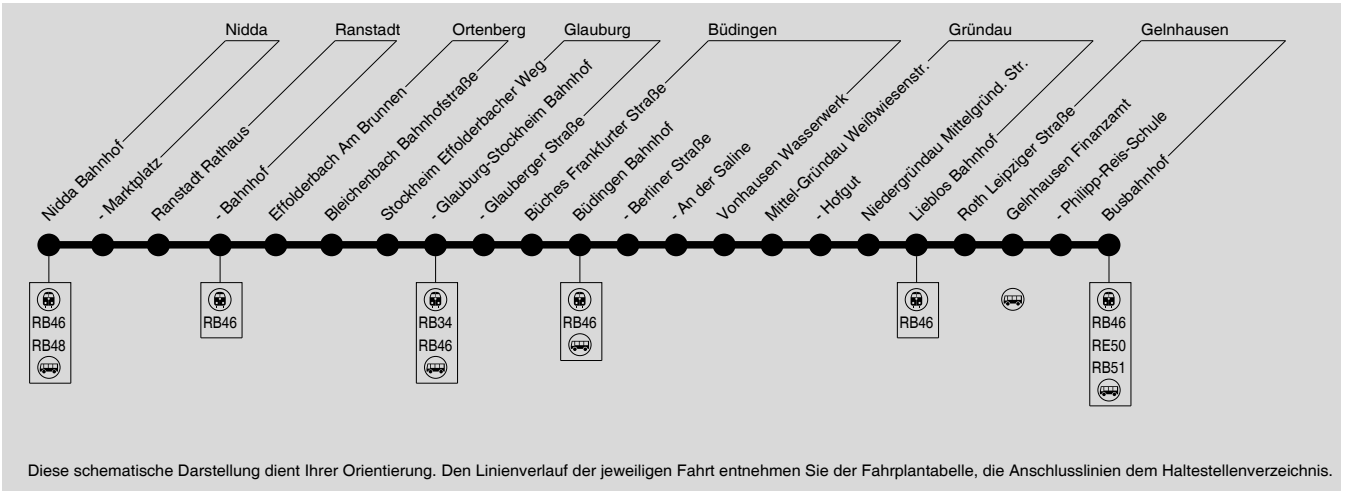 Nidda
Ranstadt
Ortenberg
Glauburg
Büdingen
Gründau
Gelnhausen
Nidda Bahnhof
- Marktplatz
Ranstadt Rathaus
- Bahnhof
Effolderbach Am Brunnen
Bleichenbach Bahnhofstraße
Stockheim Effolderbacher Weg
- Glauburg-Stockheim Bahnhof
- Glauberger Straße
Büches Frankfurter Straße
Büdingen Bahnhof
- Berliner Straße
- An der Saline
Vonhausen Wasserwerk
Mittel-Gründau Weißwiesenstr.
- Hofgut
Niedergründau Mittelgründ. Str.
Lieblos Bahnhof
Roth Leipziger Straße
Gelnhausen Finanzamt
- Philipp-Reis-Schule
Busbahnhof
RB46
RB48
RB46
RB34
RB46
RB46
RB46
RB46
RE50
RB51
Diese schematische Darstellung dient Ihrer Orientierung. Den Linienverlauf der jeweiligen Fahrt entnehmen Sie der Fahrplantabelle, die Anschlusslinien dem Haltestellenverzeichnis.